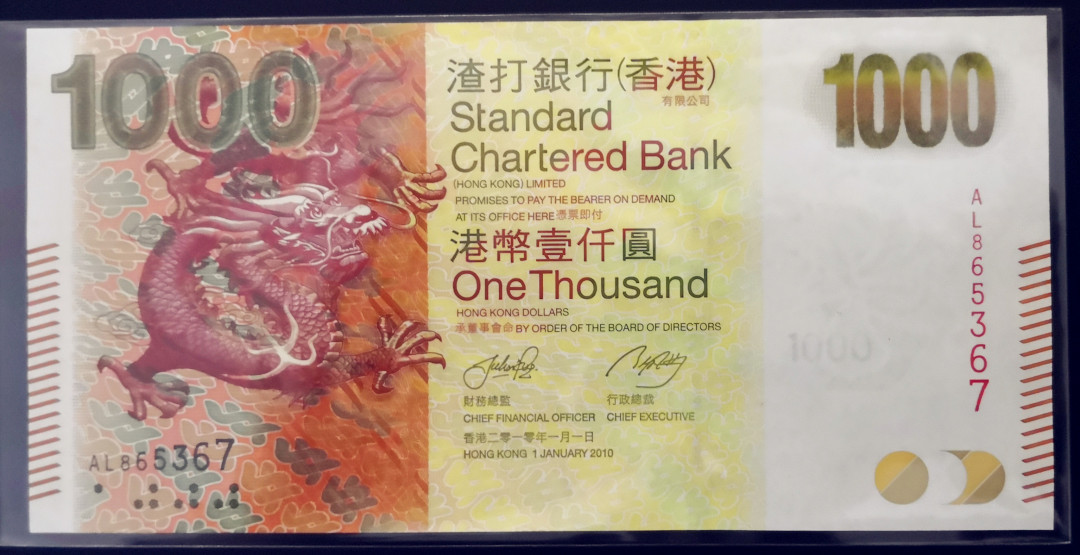 1000
渣打銀行(香港)
有限公司
Standard
Chartered Bank
(HONG KONG) LIMITED
PROMISES TO PAY THE BEARER ON DEMAND
AT ITS OFFICE HERE 憑票即付
港幣壹仟圓
One Thousand
HONG KONG DOLLARS
承董事會命 BY ORDER OF THE BOARD OF DIRECTORS
財務總監
CHIEF FINANCIAL OFFICER
行政總裁
CHIEF EXECUTIVE
香港二零一零年一月一日
HONG KONG 1 JANUARY 2010
AL865367
1000
AL865367